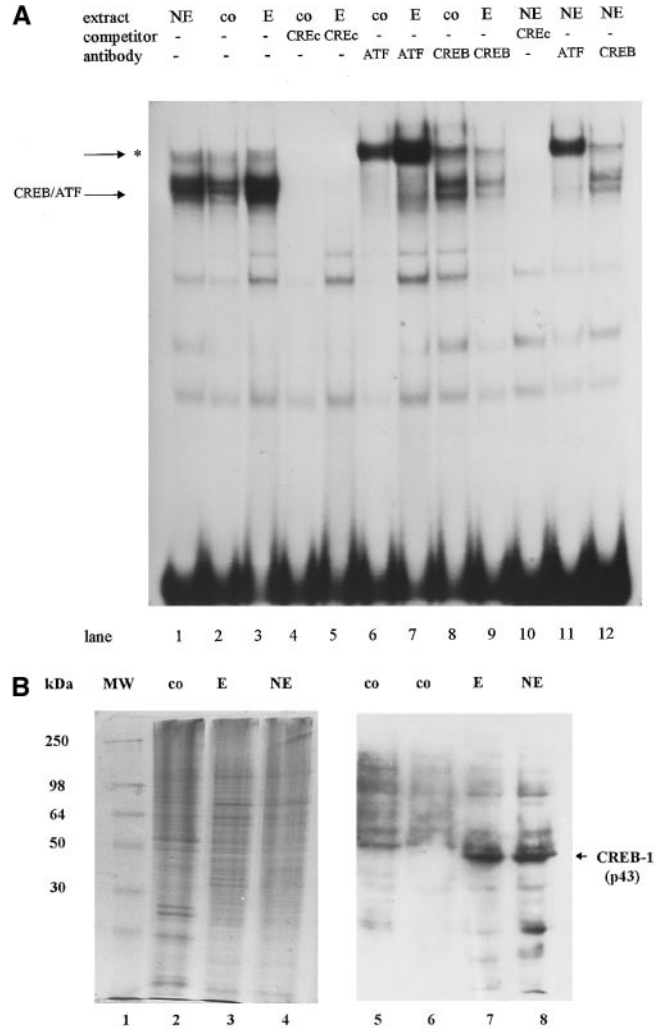 A
extract NE co E co E co E co E NE NE NE
competitor - - - CREc CREc - - - - CREc - -
antibody - - - - - ATF ATF CREB CREB - ATF CREB
*
CREB/ATF
lane 1 2 3 4 5 6 7 8 9 10 11 12
B
kDa MW co E NE co co E NE
250
98
64
50
CREB-1
(p43)
30
1 2 3 4 5 6 7 8